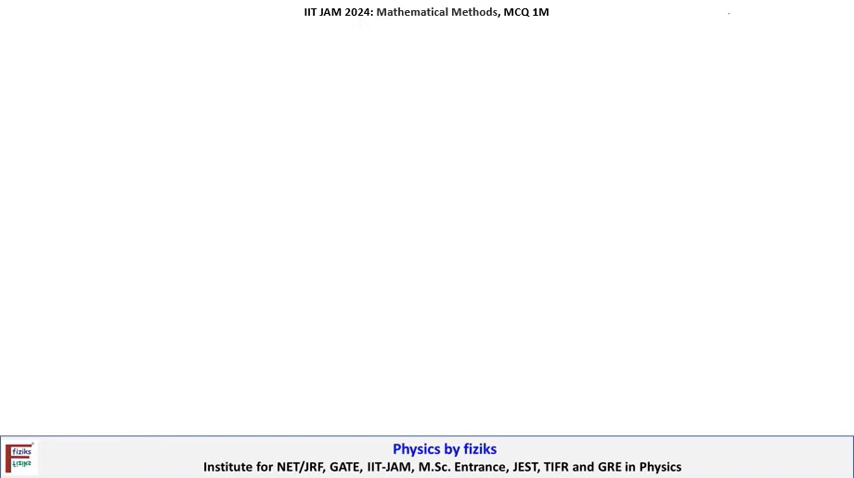 IIT JAM 2024: Mathematical Methods, MCQ 1M
Physics by fiziks
Institute for NET/JRF, GATE, IIT-JAM, M.Sc. Entrance, JEST, TIFR and GRE in Physics
fiziks